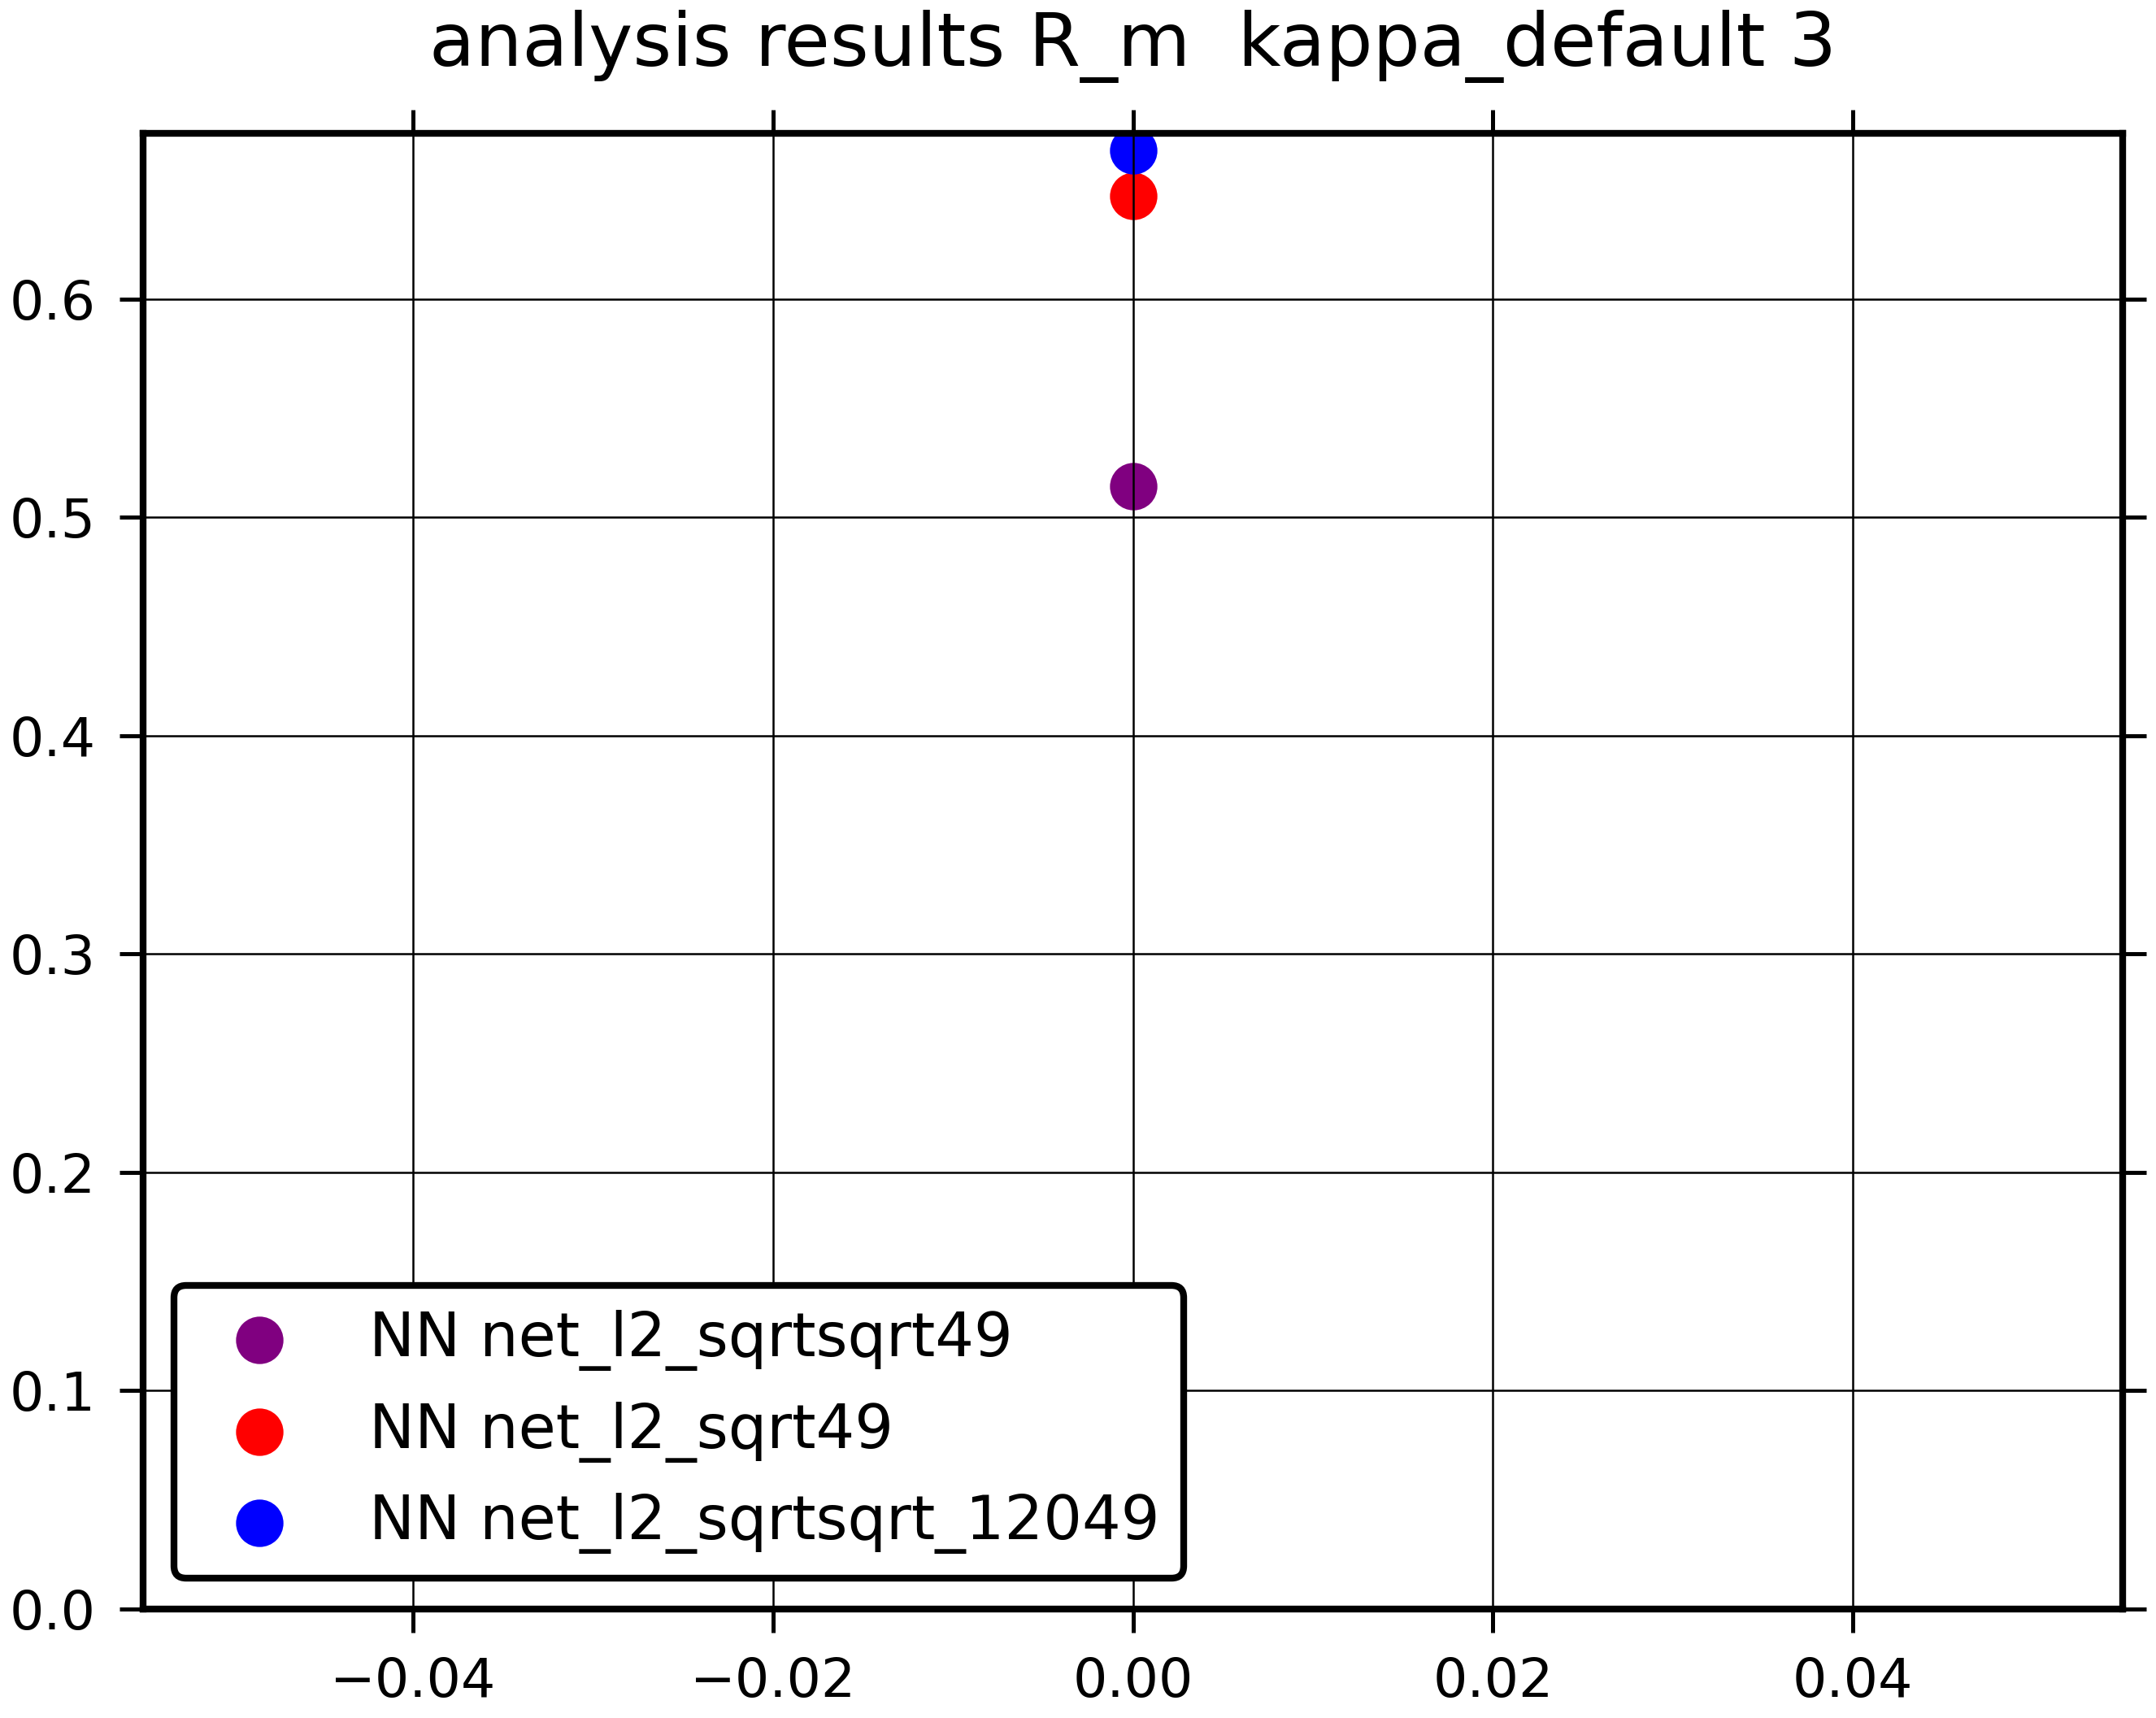 analysis results R_m  kappa_default 3
0.6
0.5
0.4
0.3
0.2
0.1
0.0
NN net_l2_sqrtsqrt49
NN net_l2_sqrt49
NN net_l2_sqrtsqrt_12049
−0.04 −0.02 0.00 0.02 0.04